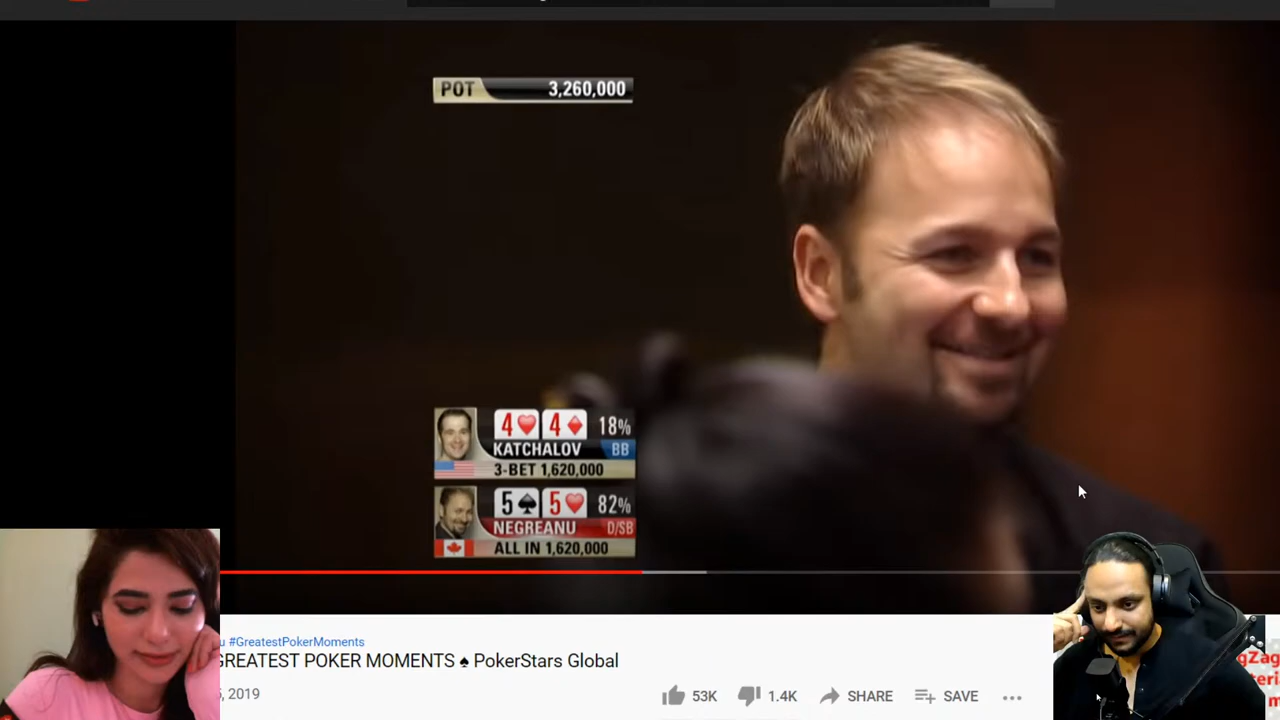 POT 3,260,000
4♥ 4♦ 18%
KATCHALOV BB
3-BET 1,620,000
5♠ 5♥ 82%
NEGREANU D/SB
ALL IN 1,620,000
#GreatestPokerMoments
GREATEST POKER MOMENTS ♠ PokerStars Global
, 2019
53K 1.4K SHARE SAVE